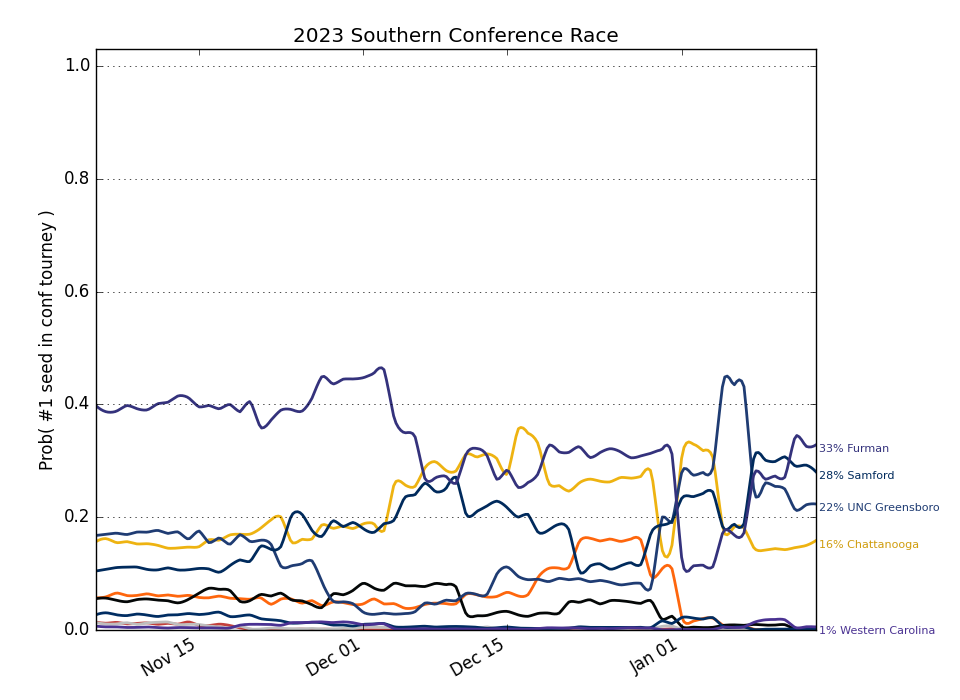 2023 Southern Conference Race
Prob( #1 seed in conf tourney )
1.0
0.8
0.6
0.4
0.2
0.0
Nov 15
Dec 01
Dec 15
Jan 01
33% Furman
28% Samford
22% UNC Greensboro
16% Chattanooga
1% Western Carolina